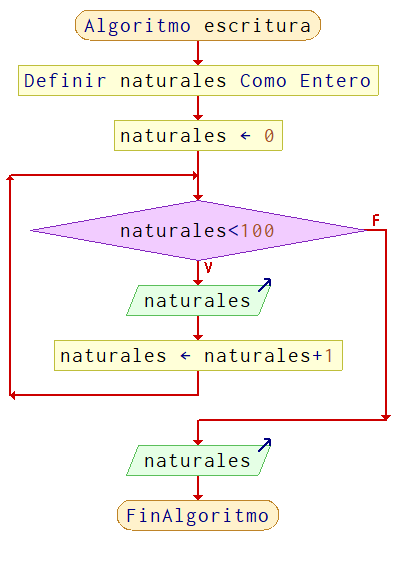 Algoritmo escritura
Definir naturales Como Entero
naturales ← 0
naturales<100
F
V
naturales
naturales ← naturales+1
naturales
FinAlgoritmo